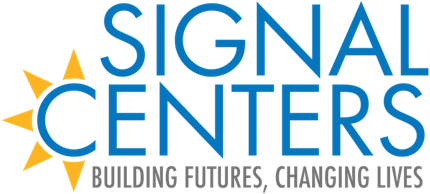 SIGNAL
CENTERS
BUILDING FUTURES, CHANGING LIVES